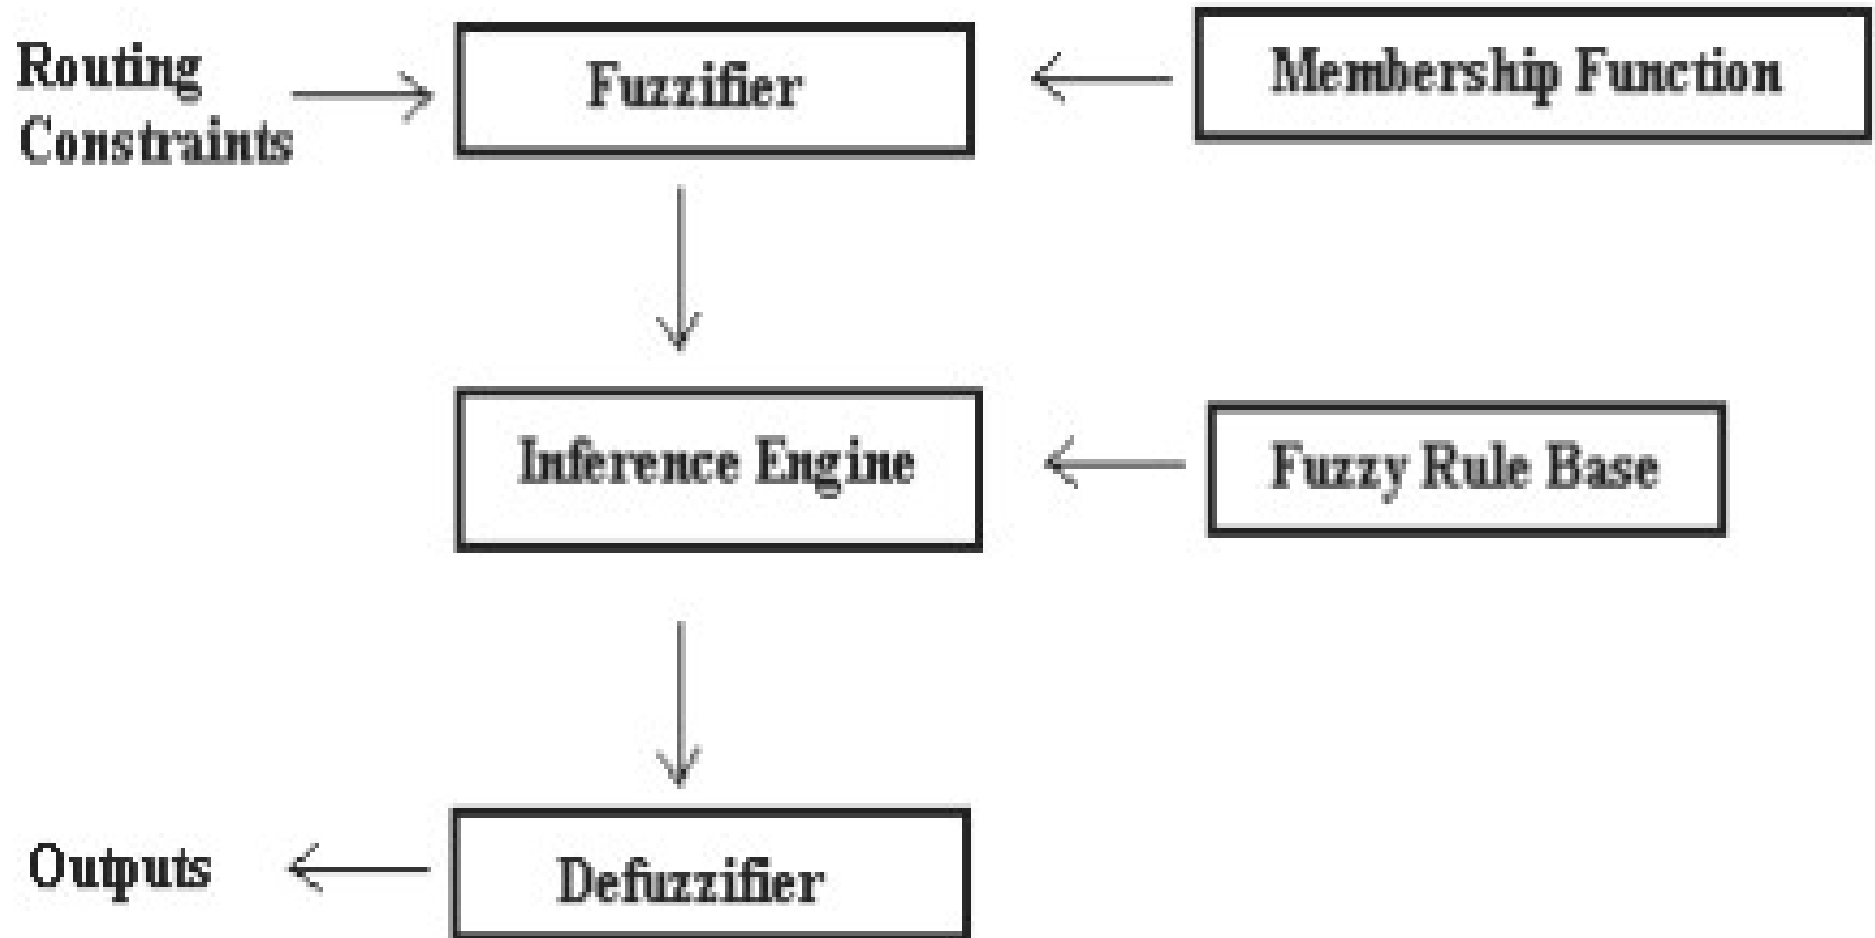 Routing
Constraints
Fuzzifier
Membership Function
Inference Engine
Fuzzy Rule Base
Outputs
Defuzzifier